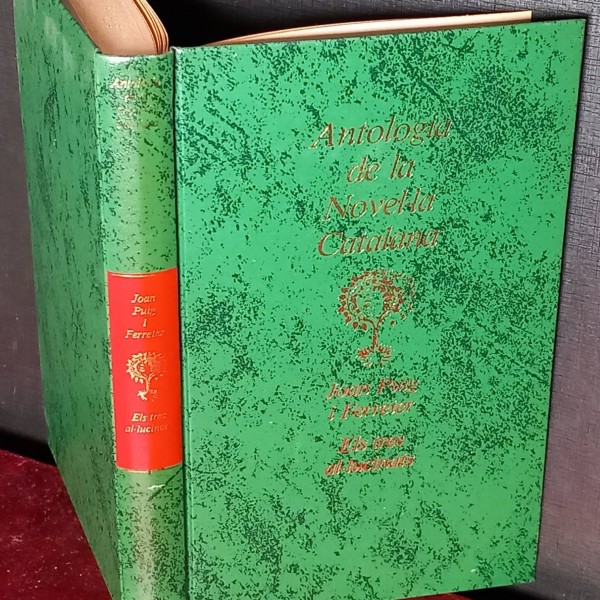 Antologia
de la
Novel·la
Catalana
Joan Puig
i Ferreter
Els tres
al·lucinats
Joan
Puig
i
Ferreter
Els tres
al·lucinats